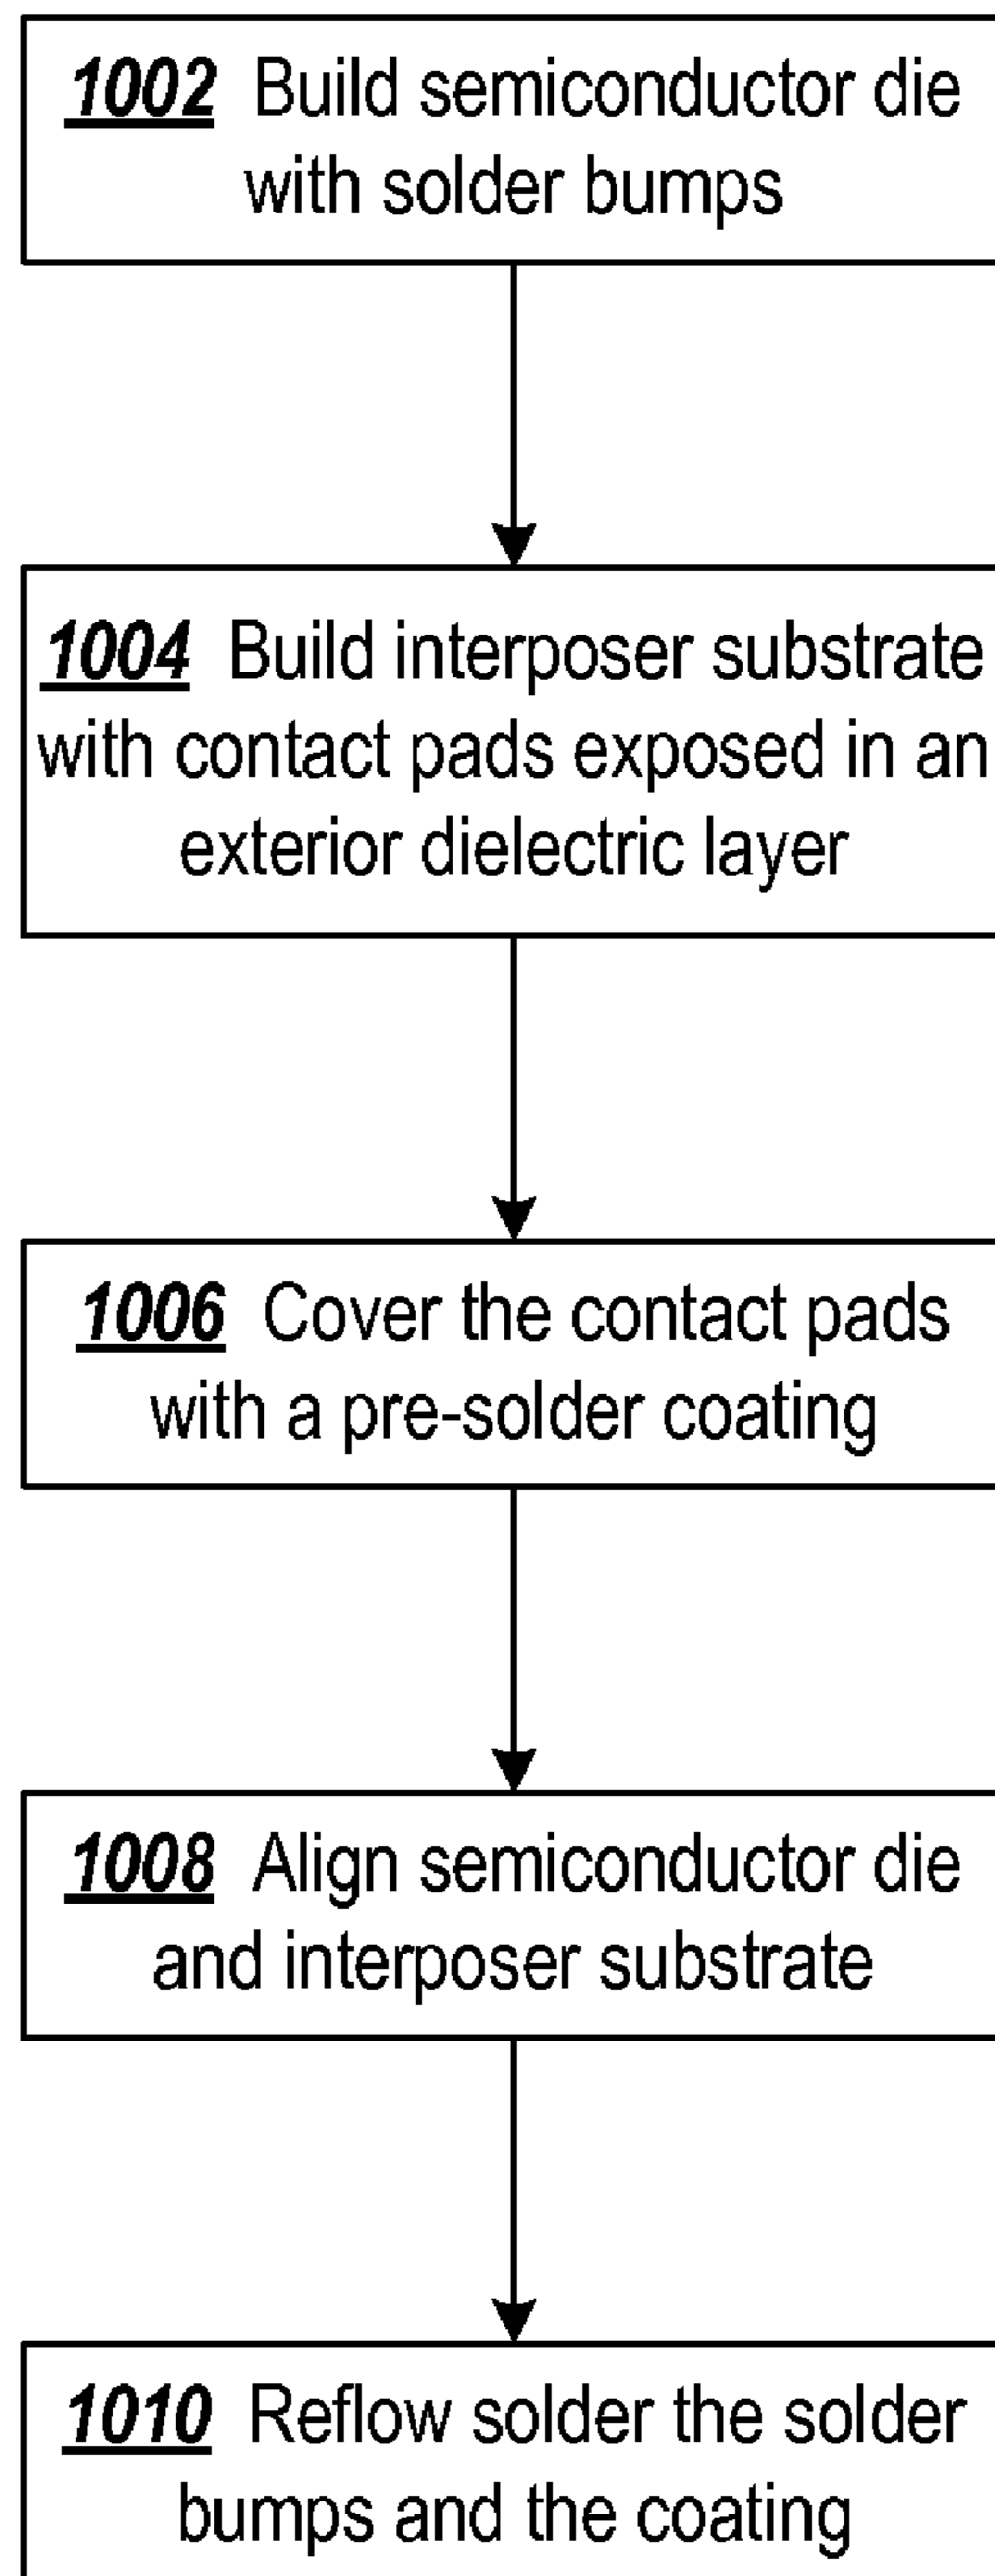 1002 Build semiconductor die
with solder bumps
1004 Build interposer substrate
with contact pads exposed in an
exterior dielectric layer
1006 Cover the contact pads
with a pre-solder coating
1008 Align semiconductor die
and interposer substrate
1010 Reflow solder the solder
bumps and the coating